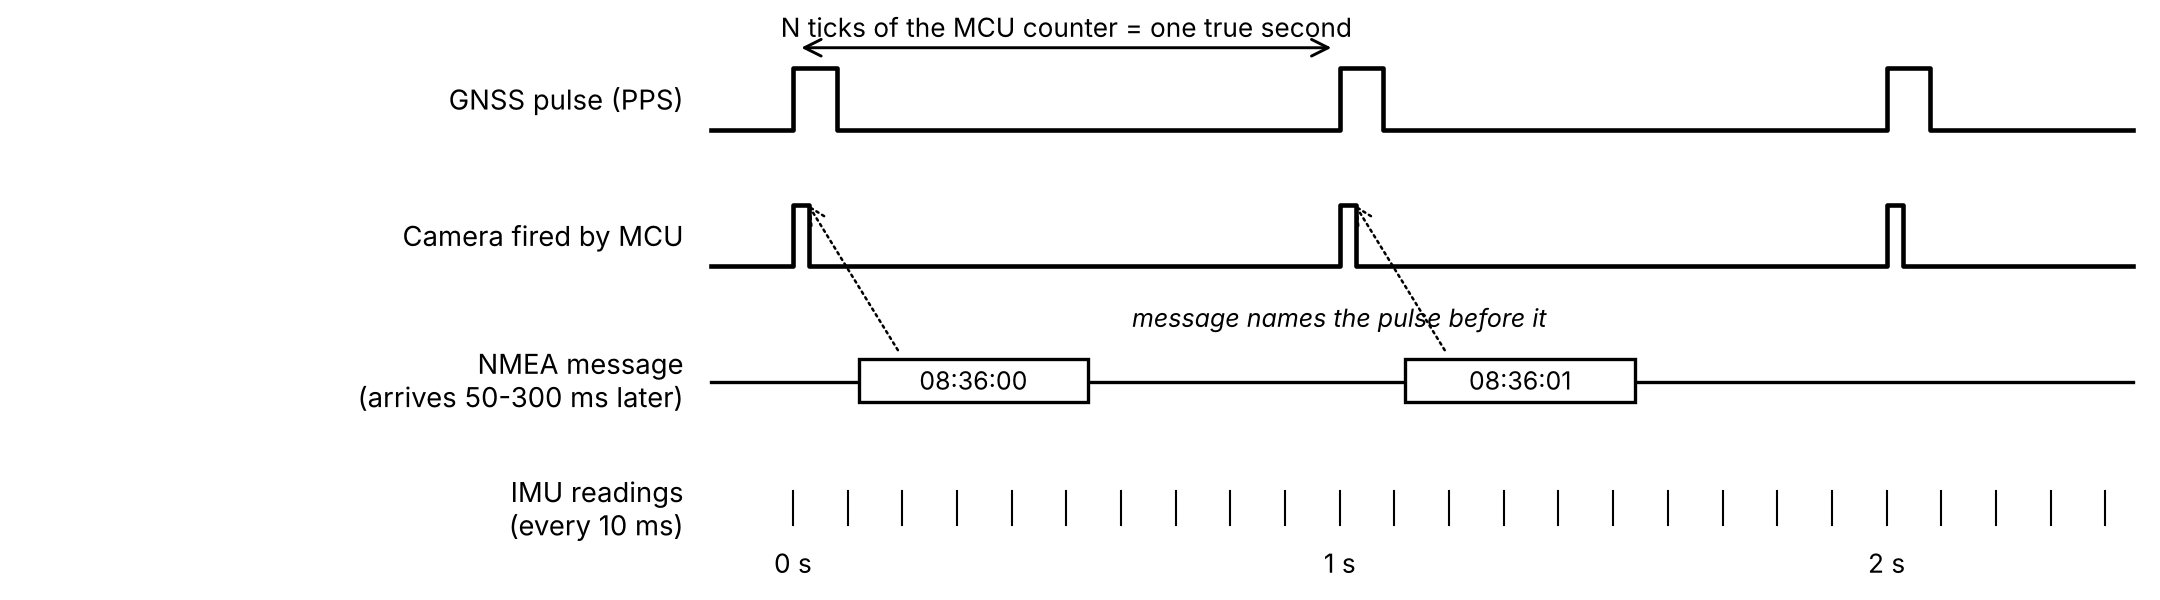 N ticks of the MCU counter = one true second
GNSS pulse (PPS)
Camera fired by MCU
message names the pulse before it
NMEA message
(arrives 50-300 ms later)
08:36:00
08:36:01
IMU readings
(every 10 ms)
0 s
1 s
2 s